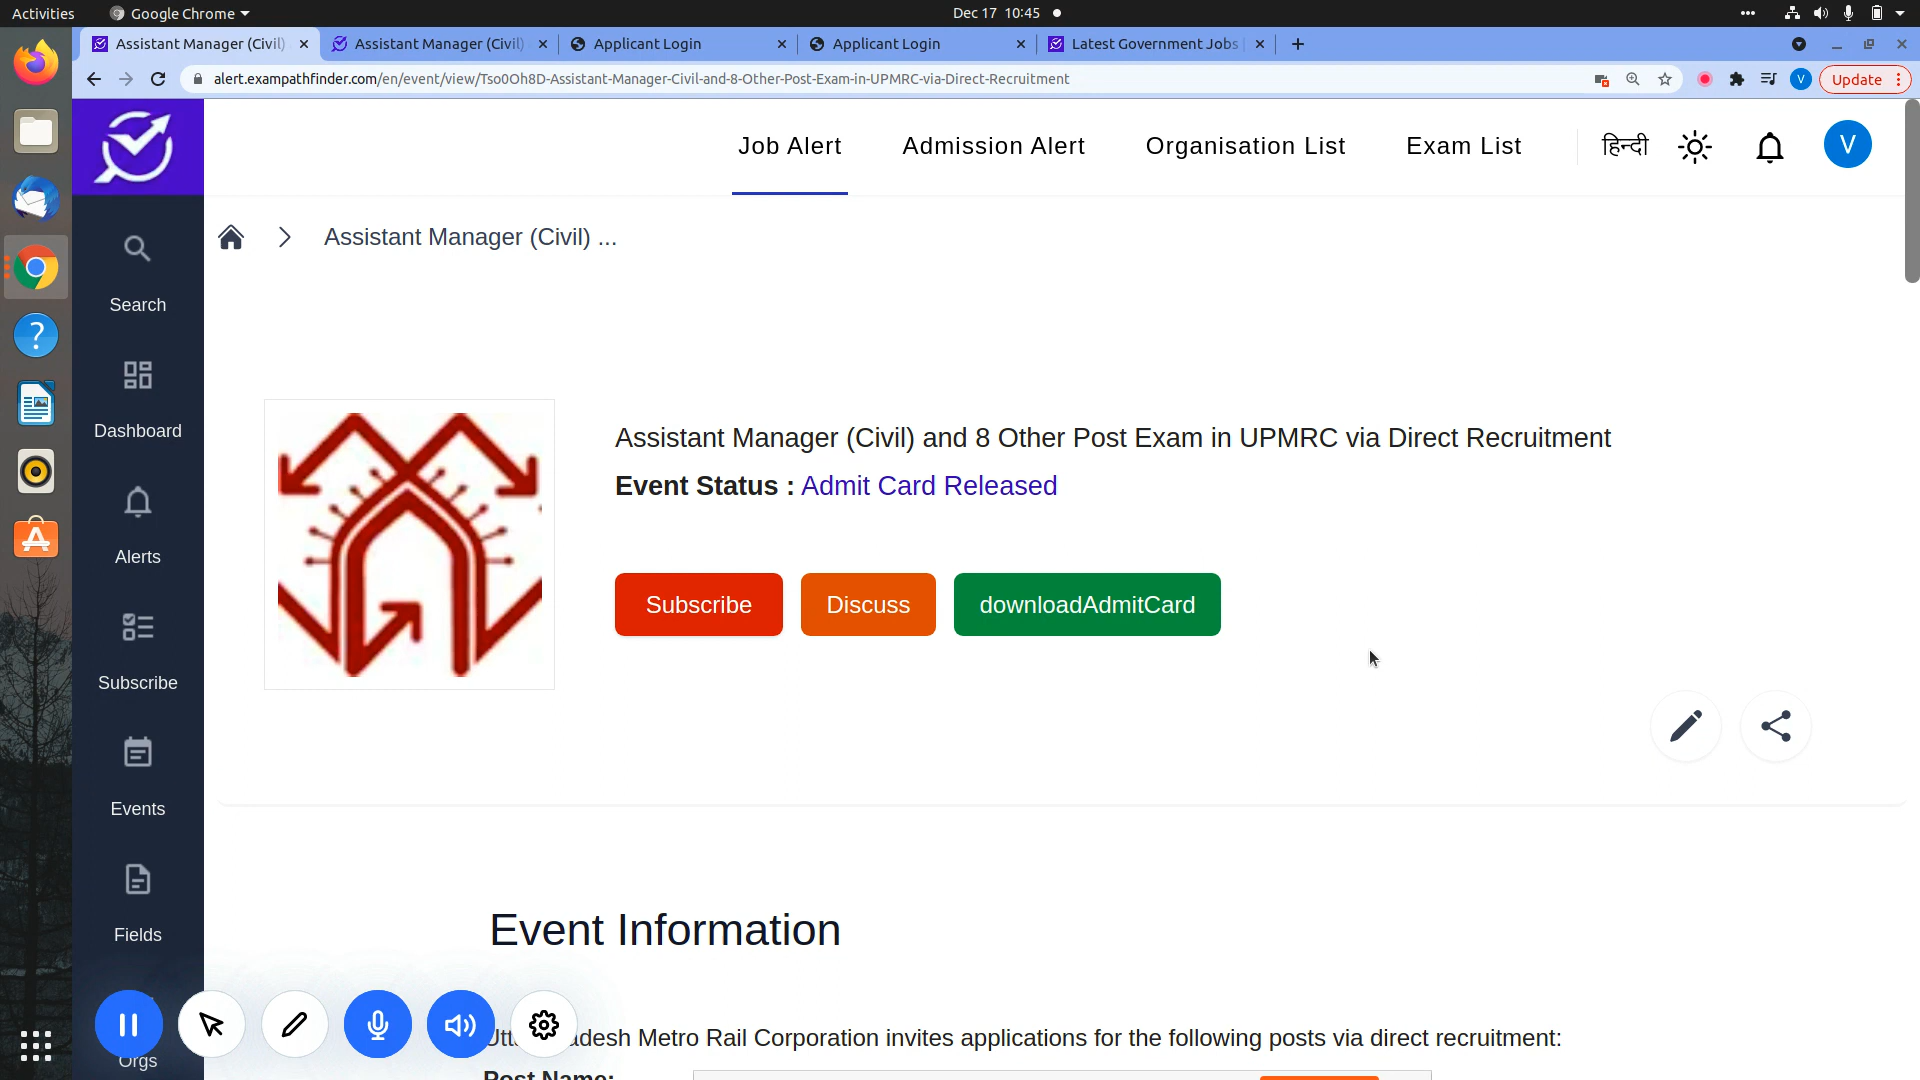 Activities
Google Chrome
Dec 17 10:45
Assistant Manager (Civil)
Assistant Manager (Civil)
Applicant Login
Applicant Login
Latest Government Jobs
alert.exampathfinder.com/en/event/view/Tso0Oh8D-Assistant-Manager-Civil-and-8-Other-Post-Exam-in-UPMRC-via-Direct-Recruitment
V
Update
Job Alert
Admission Alert
Organisation List
Exam List
हिन्दी
V
Search
Dashboard
Alerts
Subscribe
Events
Fields
Orgs
Assistant Manager (Civil) ...
Assistant Manager (Civil) and 8 Other Post Exam in UPMRC via Direct Recruitment
Event Status : Admit Card Released
Subscribe
Discuss
downloadAdmitCard
Event Information
Metro Rail Corporation invites applications for the following posts via direct recruitment:
Post Name: